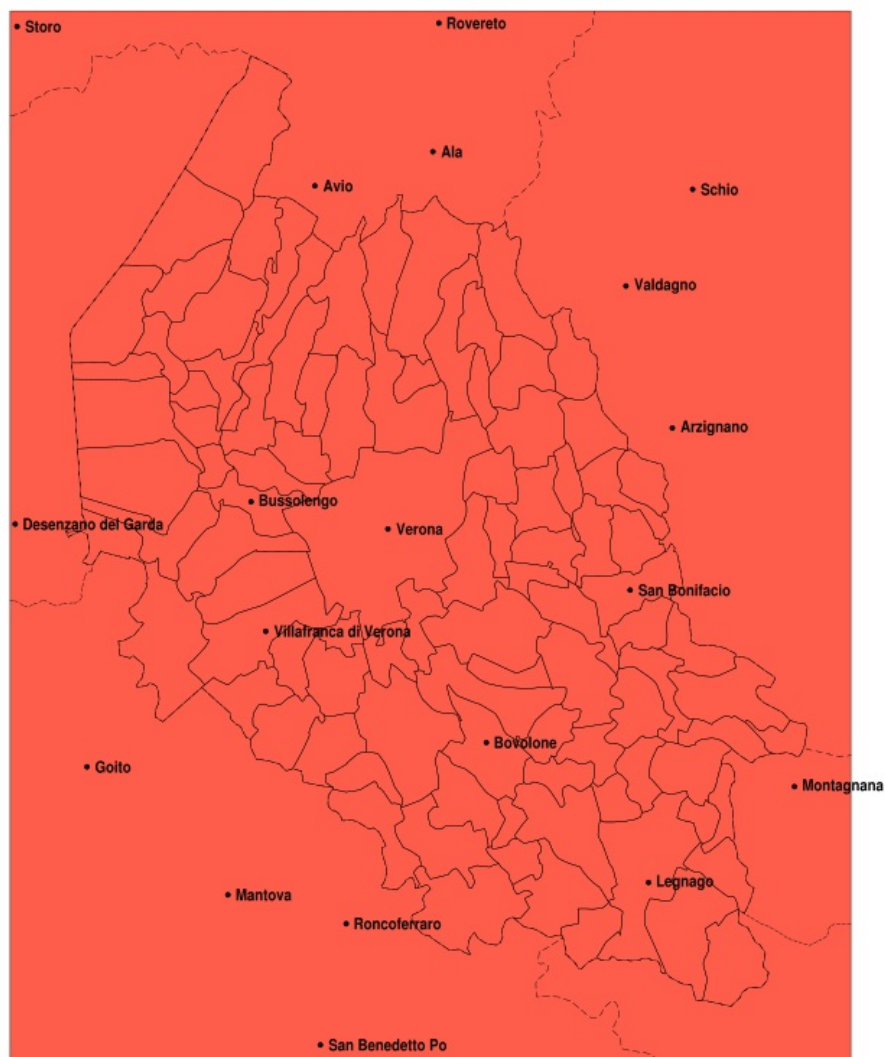 Storo
Rovereto
Ala
Avio
Schio
Valdagno
Arzignano
Bussolengo
Desenzano del Garda
Verona
San Bonifacio
Villafranca di Verona
Bovolone
Goito
Montagnana
Legnago
Mantova
Roncoferraro
San Benedetto Po